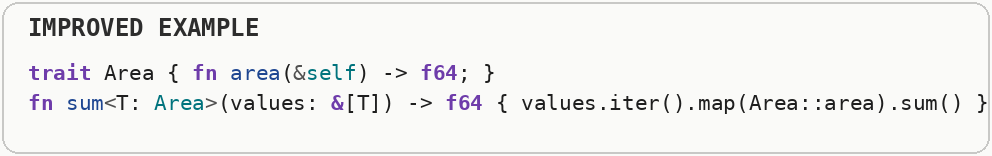 IMPROVED EXAMPLE
trait Area { fn area(&self) -> f64; }
fn sum<T: Area>(values: &[T]) -> f64 { values.iter().map(Area::area).sum() }